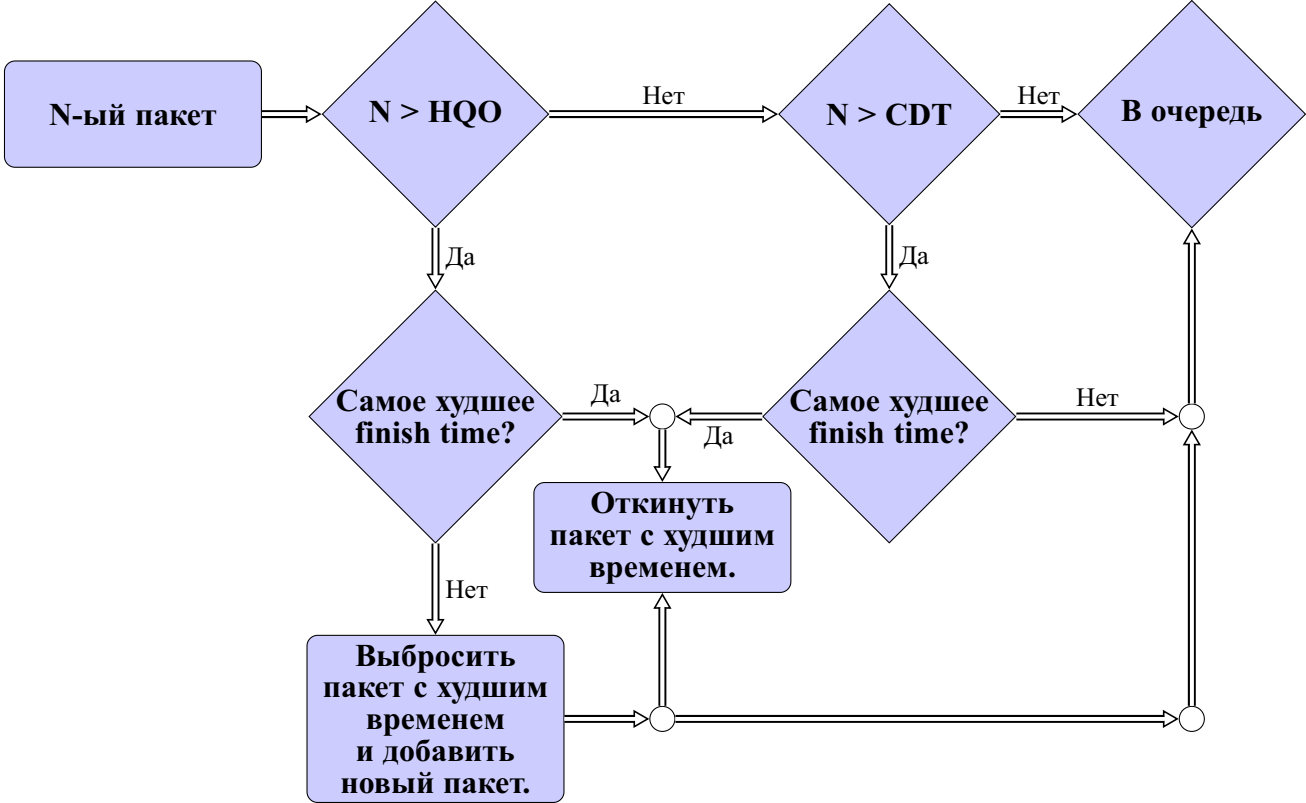 N-ый пакет
N > HQO
Нет
N > CDT
Нет
В очередь
Да
Да
Самое худшее
finish time?
Да
Да
Самое худшее
finish time?
Нет
Откинуть
пакет с худшим
временем.
Нет
Выбросить
пакет с худшим
временем
и добавить
новый пакет.